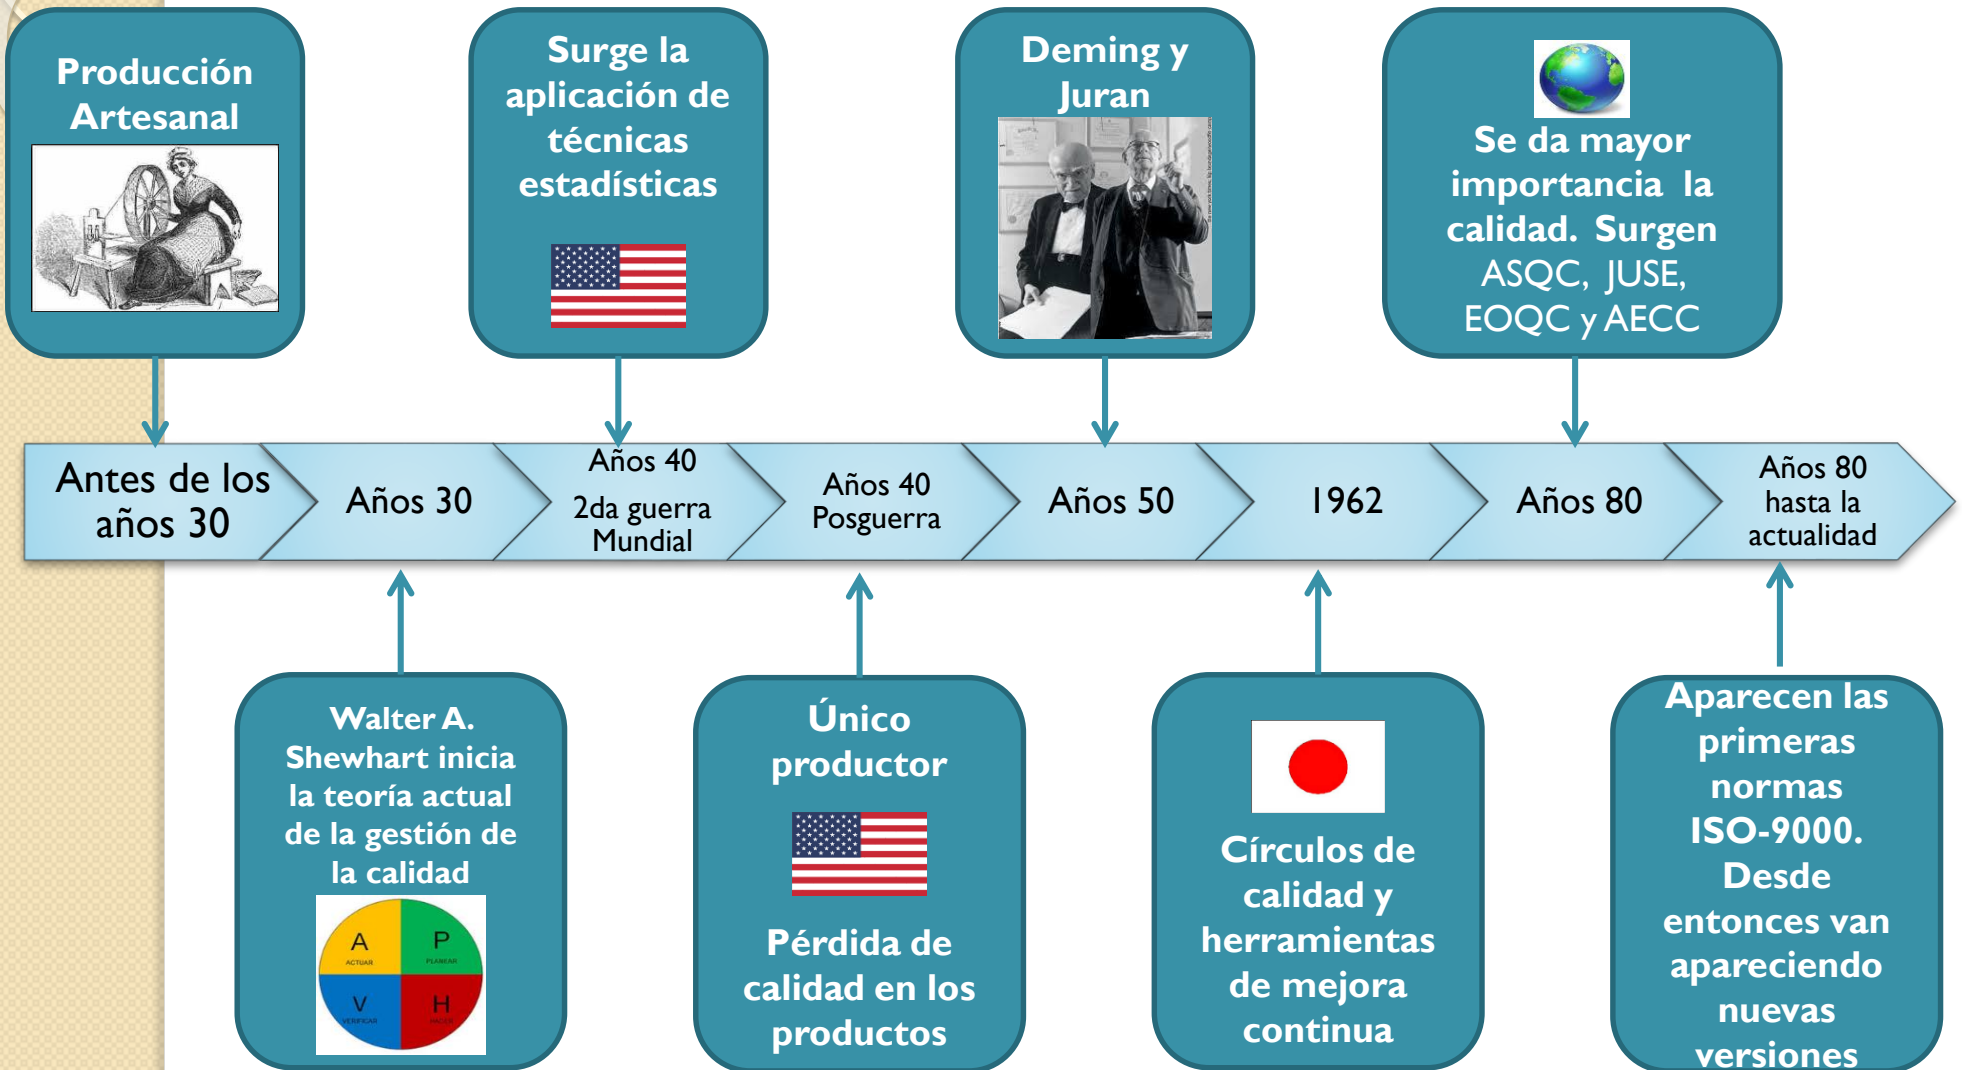 Producción
Artesanal
Surge la
aplicación de
técnicas
estadísticas
Deming y
Juran
Se da mayor
importancia la
calidad. Surgen
ASQC, JUSE,
EOQC y AECC
Antes de los
años 30
Años 30
Años 40
2da guerra
Mundial
Años 40
Posguerra
Años 50
1962
Años 80
Años 80
hasta la
actualidad
Walter A.
Shewhart inicia
la teoría actual
de la gestión de
la calidad
A
ACTUAR
P
PLANEAR
V
VERIFICAR
H
HACER
Único
productor
Pérdida de
calidad en los
productos
Círculos de
calidad y
herramientas
de mejora
continua
Aparecen las
primeras
normas
ISO-9000.
Desde
entonces van
apareciendo
nuevas
versiones